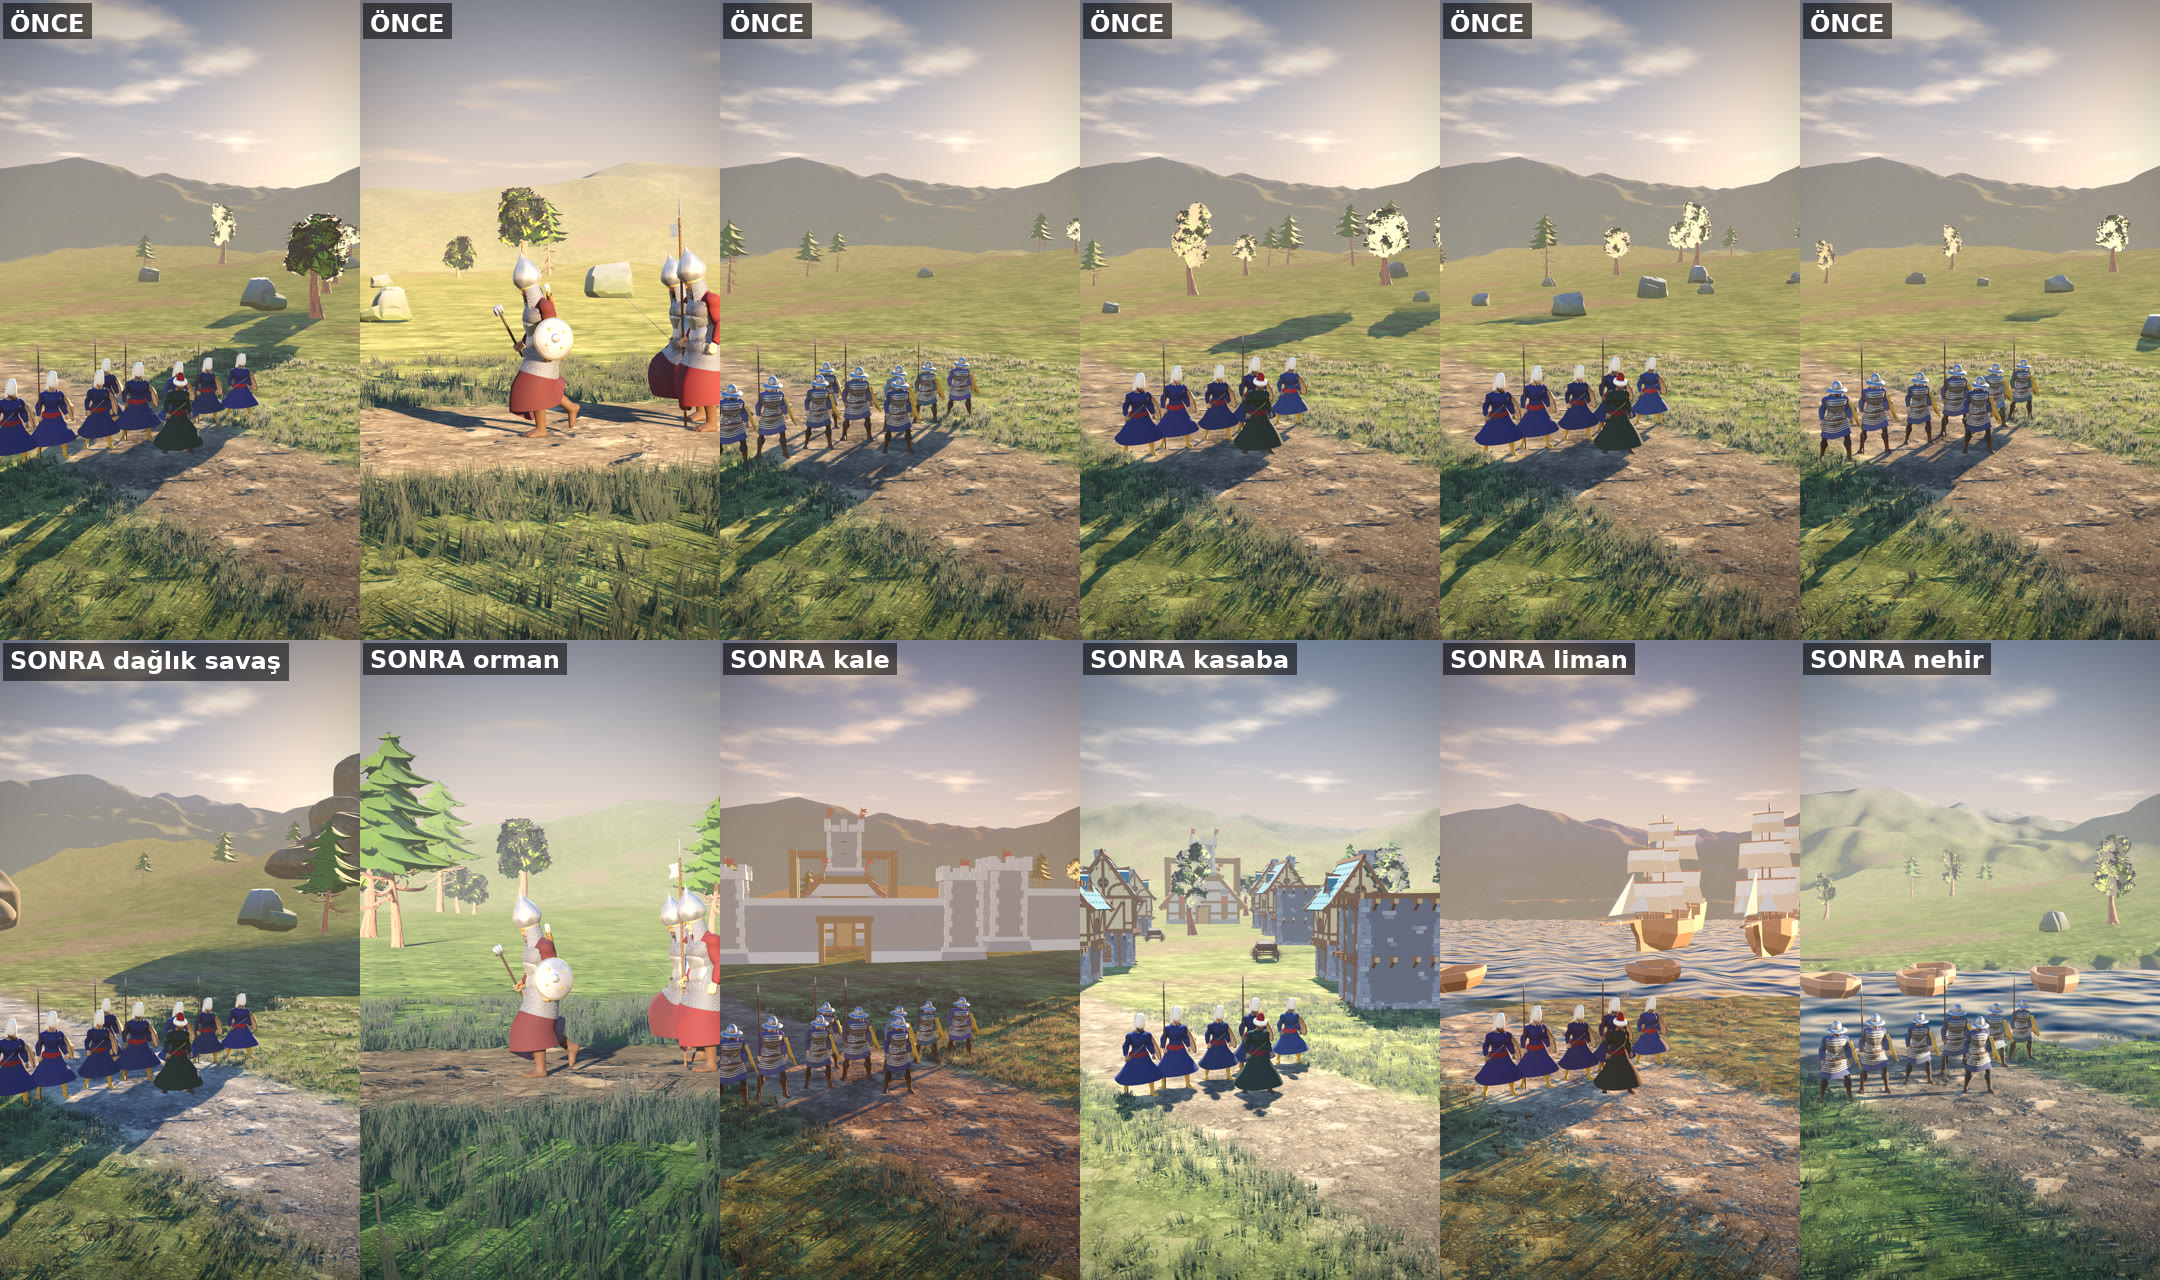 ÖNCE
ÖNCE
ÖNCE
ÖNCE
ÖNCE
ÖNCE
SONRA dağlık savaş
SONRA orman
SONRA kale
SONRA kasaba
SONRA liman
SONRA nehir